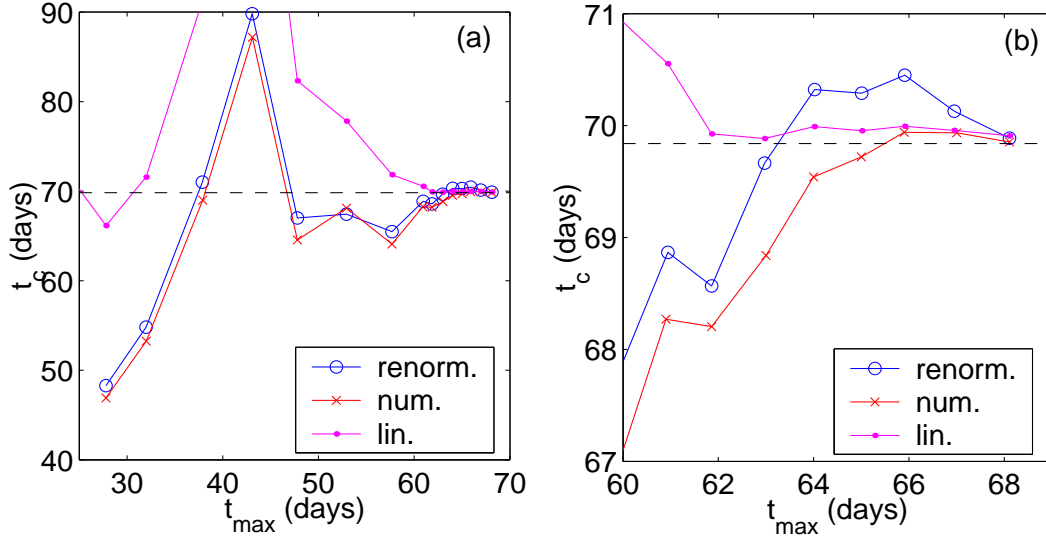 (a)
90
80
70
60
50
40
t_c (days)
30
40
50
60
70
t_max (days)
renorm.
num.
lin.
(b)
71
70
69
68
67
t_c (days)
60
62
64
66
68
t_max (days)
renorm.
num.
lin.